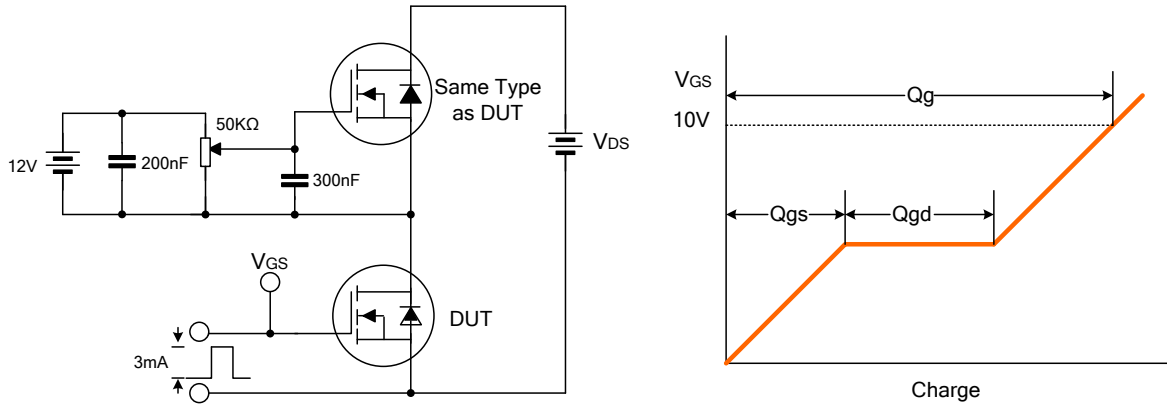 Same Type
as DUT
50KΩ
12V
200nF
300nF
VDS
VGS
DUT
3mA
VGS
10V
Qg
Qgs
Qgd
Charge